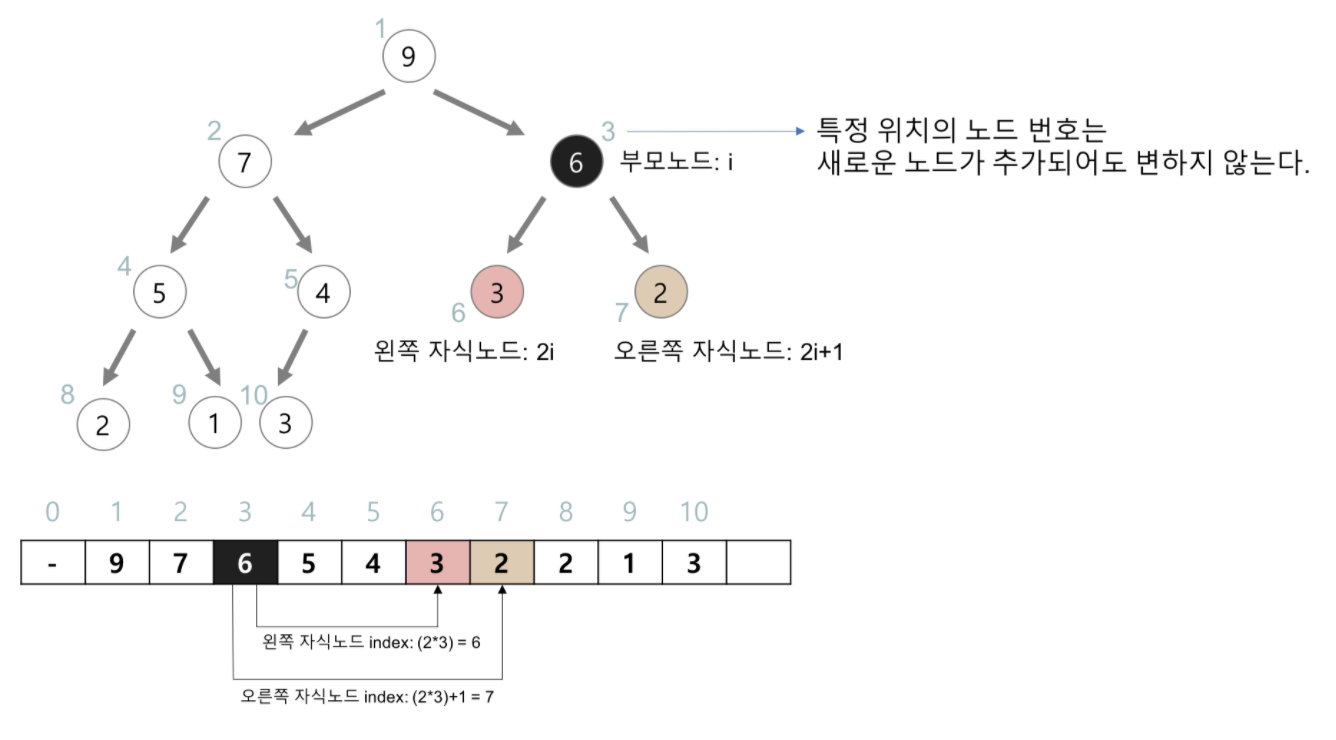 1
9
2
7
3
6
부모노드: i
특정 위치의 노드 번호는
새로운 노드가 추가되어도 변하지 않는다.
4
5
5
4
3
6
2
7
왼쪽 자식노드: 2i
오른쪽 자식노드: 2i+1
8
2
9
1
10
3
0 1 2 3 4 5 6 7 8 9 10
- 9 7 6 5 4 3 2 2 1 3
왼쪽 자식노드 index: (2*3) = 6
오른쪽 자식노드 index: (2*3)+1 = 7